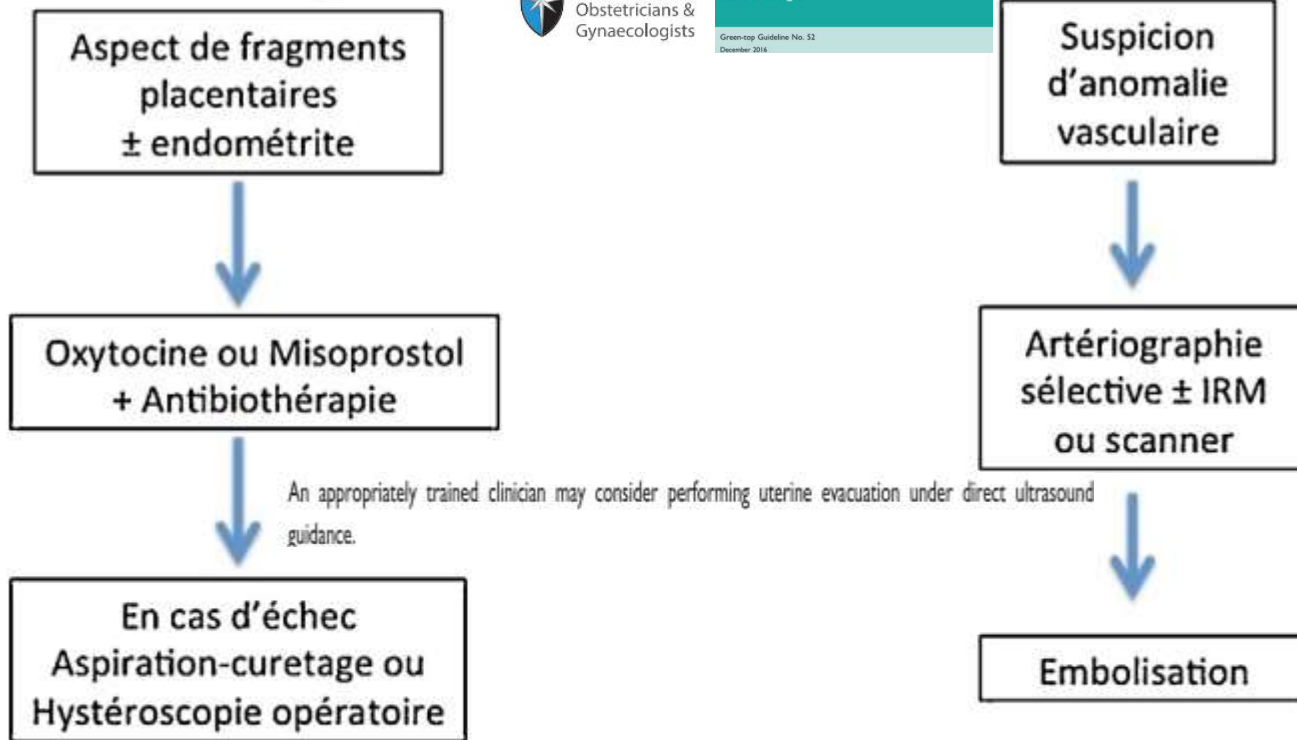 Obstetricians &
Gynaecologists
Green-top Guideline No. 52
December 2016
Aspect de fragments
placentaires
± endométrite
Suspicion
d'anomalie
vasculaire
Oxytocine ou Misoprostol
+ Antibiothérapie
Artériographie
sélective ± IRM
ou scanner
An appropriately trained clinician may consider performing uterine evacuation under direct ultrasound
guidance.
En cas d'échec
Aspiration-curetage ou
Hystéroscopie opératoire
Embolisation